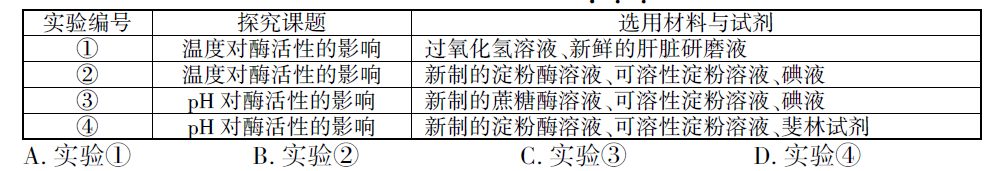 实验编号 探究课题 选用材料与试剂
① 温度对酶活性的影响 过氧化氢溶液、新鲜的肝脏研磨液
② 温度对酶活性的影响 新制的淀粉酶溶液、可溶性淀粉溶液、碘液
③ pH 对酶活性的影响 新制的蔗糖酶溶液、可溶性淀粉溶液、碘液
④ pH 对酶活性的影响 新制的淀粉酶溶液、可溶性淀粉溶液、斐林试剂
A. 实验① B. 实验② C. 实验③ D. 实验④